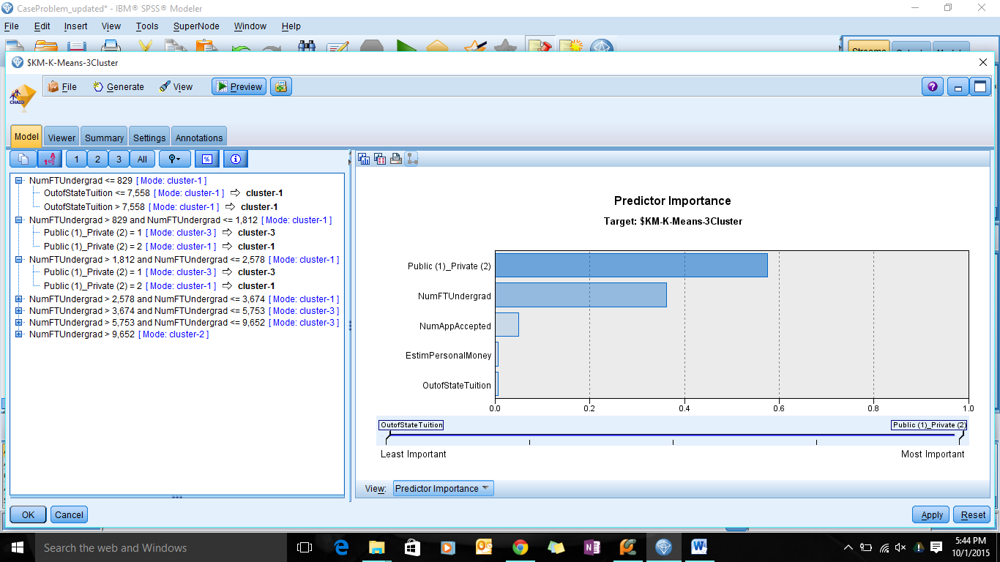 CaseProblem_updated* - IBM® SPSS® Modeler
File Edit Insert View Tools SuperNode Window Help
$KM-K-Means-3Cluster
CHAID
File Generate View Preview
Model Viewer Summary Settings Annotations
1 2 3 All %
NumFTUndergrad <= 829 [ Mode: cluster-1 ]
OutofStateTuition <= 7,558 [ Mode: cluster-1 ] ⇨ cluster-1
OutofStateTuition > 7,558 [ Mode: cluster-1 ] ⇨ cluster-1
NumFTUndergrad > 829 and NumFTUndergrad <= 1,812 [ Mode: cluster-1 ]
Public (1)_Private (2) = 1 [ Mode: cluster-3 ] ⇨ cluster-3
Public (1)_Private (2) = 2 [ Mode: cluster-1 ] ⇨ cluster-1
NumFTUndergrad > 1,812 and NumFTUndergrad <= 2,578 [ Mode: cluster-1 ]
Public (1)_Private (2) = 1 [ Mode: cluster-3 ] ⇨ cluster-3
Public (1)_Private (2) = 2 [ Mode: cluster-1 ] ⇨ cluster-1
NumFTUndergrad > 2,578 and NumFTUndergrad <= 3,674 [ Mode: cluster-1 ]
NumFTUndergrad > 3,674 and NumFTUndergrad <= 5,753 [ Mode: cluster-3 ]
NumFTUndergrad > 5,753 and NumFTUndergrad <= 9,652 [ Mode: cluster-3 ]
NumFTUndergrad > 9,652 [ Mode: cluster-2 ]
Predictor Importance
Target: $KM-K-Means-3Cluster
Public (1)_Private (2)
NumFTUndergrad
NumAppAccepted
EstimPersonalMoney
OutofStateTuition
0.0 0.2 0.4 0.6 0.8 1.0
OutofStateTuition Public (1)_Private (2)
Least Important Most Important
View: Predictor Importance
OK Cancel Apply Reset
Search the web and Windows
5:44 PM
10/1/2015